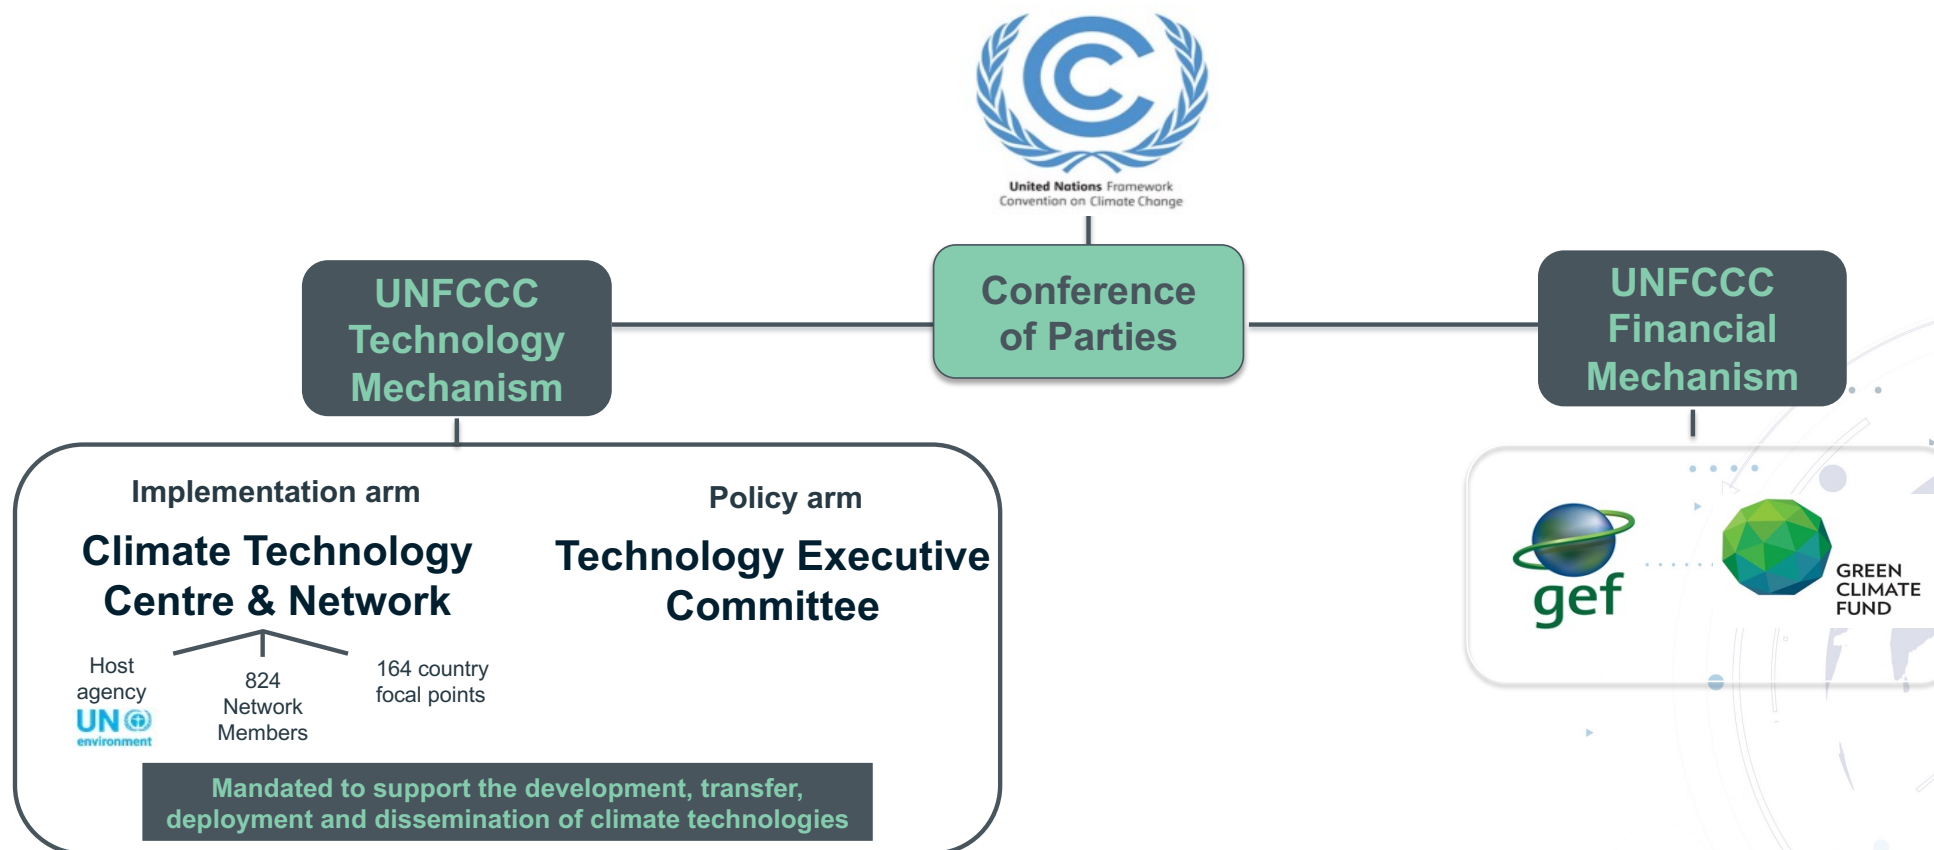 United Nations Framework
Convention on Climate Change
Conference
of Parties
UNFCCC
Technology
Mechanism
UNFCCC
Financial
Mechanism
Implementation arm
Climate Technology
Centre & Network
Host
agency
UN
environment
824
Network
Members
164 country
focal points
Policy arm
Technology Executive
Committee
Mandated to support the development, transfer,
deployment and dissemination of climate technologies
gef
GREEN
CLIMATE
FUND